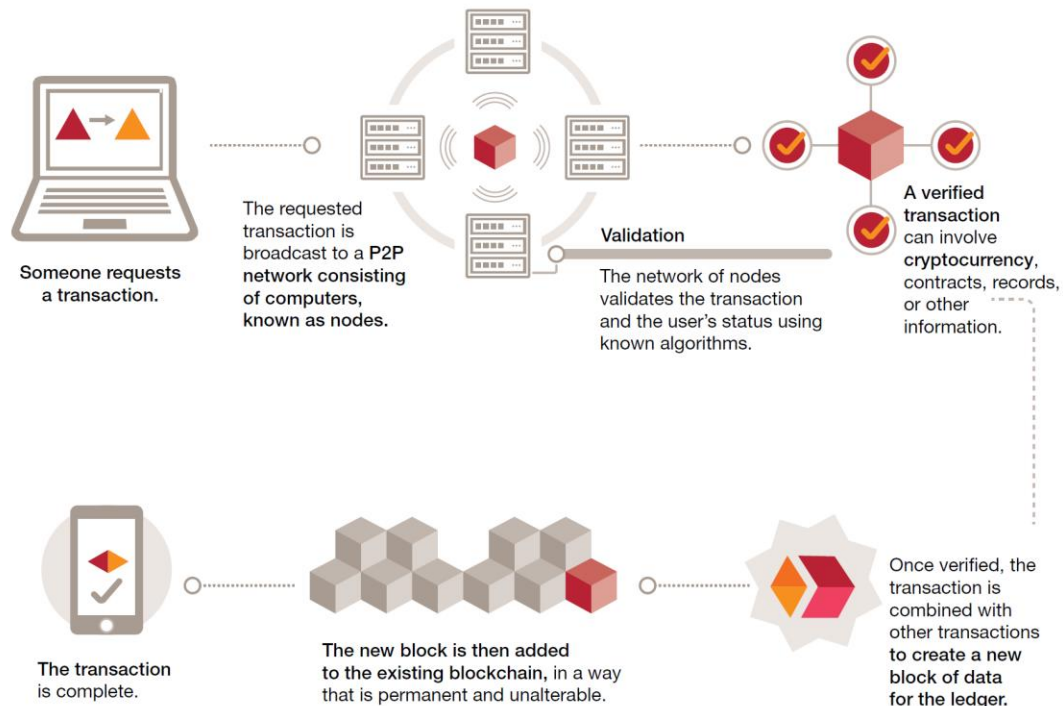 Someone requests
a transaction.
The requested
transaction is
broadcast to a P2P
network consisting
of computers,
known as nodes.
Validation
The network of nodes
validates the transaction
and the user's status using
known algorithms.
A verified
transaction
can involve
cryptocurrency,
contracts, records,
or other
information.
Once verified, the
transaction is
combined with
other transactions
to create a new
block of data
for the ledger.
The new block is then added
to the existing blockchain, in a way
that is permanent and unalterable.
The transaction
is complete.